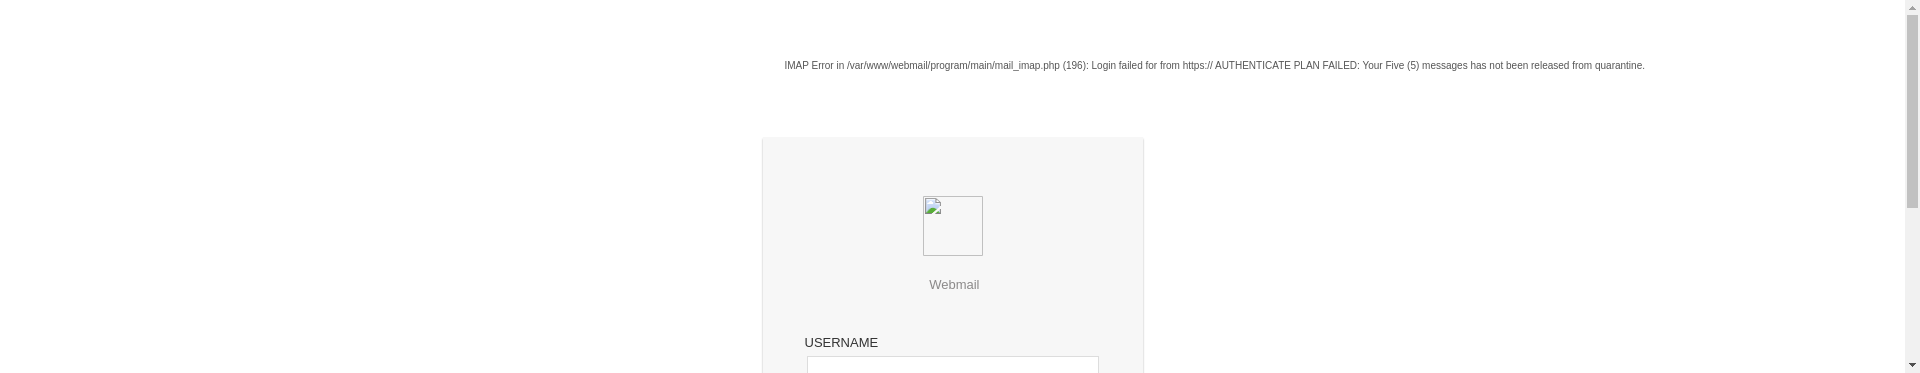 IMAP Error in /var/www/webmail/program/main/mail_imap.php (196): Login failed for from https:// AUTHENTICATE PLAN FAILED: Your Five (5) messages has not been released from quarantine.
Webmail
USERNAME